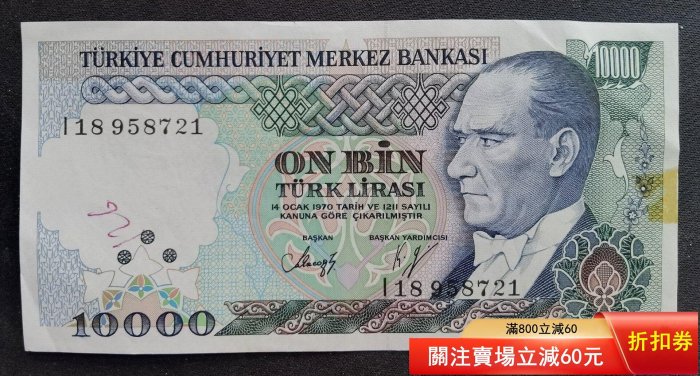 TÜRKİYE CUMHURİYET MERKEZ BANKASI
10000
I18 958721
ON BİN
TÜRK LİRASI
14 OCAK 1970 TARİH VE 1211 SAYILI
KANUNA GÖRE ÇIKARILMIŞTIR
BAŞKAN BAŞKAN YARDIMCISI
I18 958721
10000
滿800立減60
關注賣場立減60元
折扣券